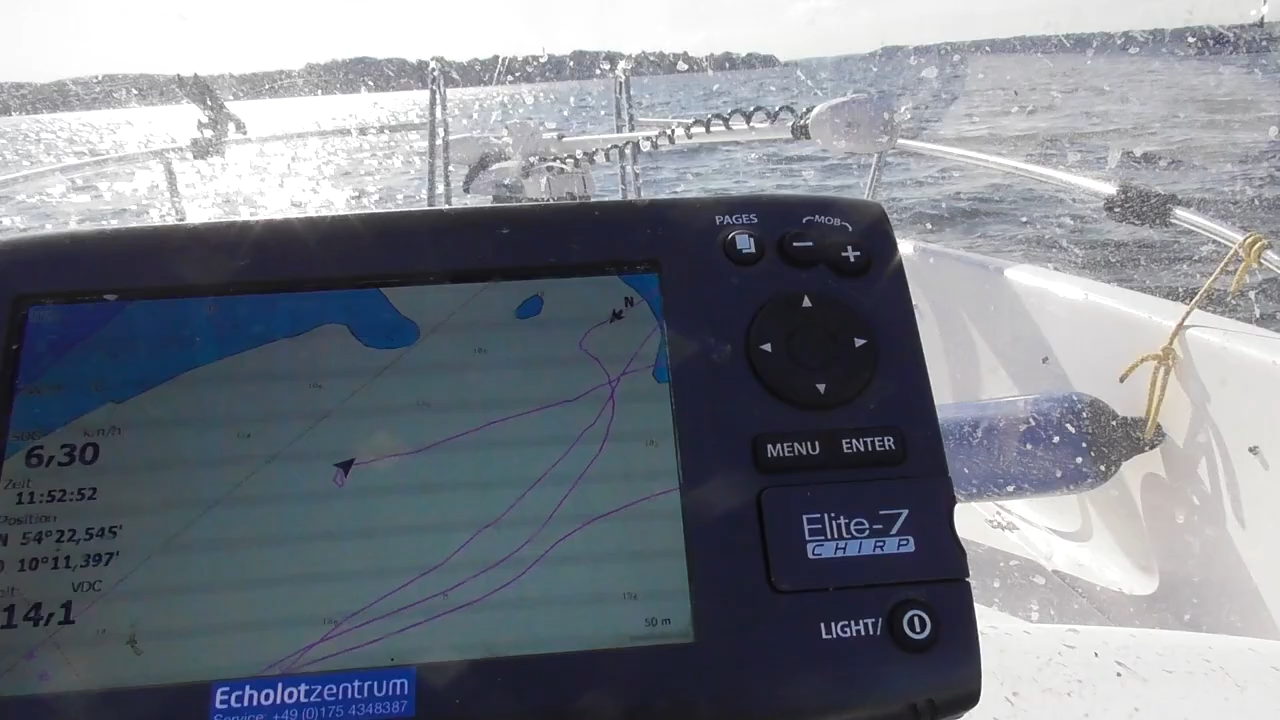 PAGES
MOB
N
SOG km/h
6,30
Zeit
11:52:52
Position
N 54°22,545'
O 10°11,397'
VDC
14,1
50 m
MENU ENTER
Elite-7
CHIRP
LIGHT/
Echolotzentrum
Service: +49 (0)175 4348387